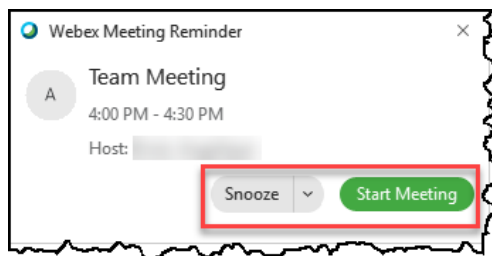 Webex Meeting Reminder
A
Team Meeting
4:00 PM - 4:30 PM
Host:
Snooze
Start Meeting